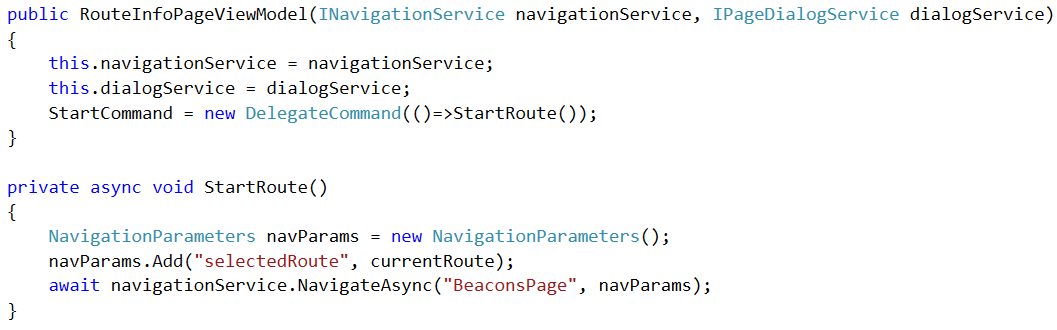 public RouteInfoPageViewModel(INavigationService navigationService, IPageDialogService dialogService)
{
    this.navigationService = navigationService;
    this.dialogService = dialogService;
    StartCommand = new DelegateCommand(()=>StartRoute());
}

private async void StartRoute()
{
    NavigationParameters navParams = new NavigationParameters();
    navParams.Add("selectedRoute", currentRoute);
    await navigationService.NavigateAsync("BeaconsPage", navParams);
}